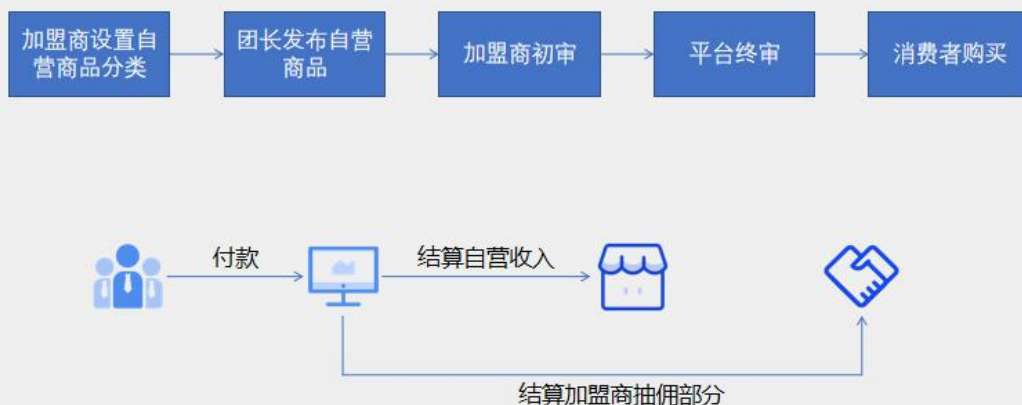 加盟商设置自
营商品分类
团长发布自营
商品
加盟商初审
平台终审
消费者购买
付款
结算自营收入
结算加盟商抽佣部分